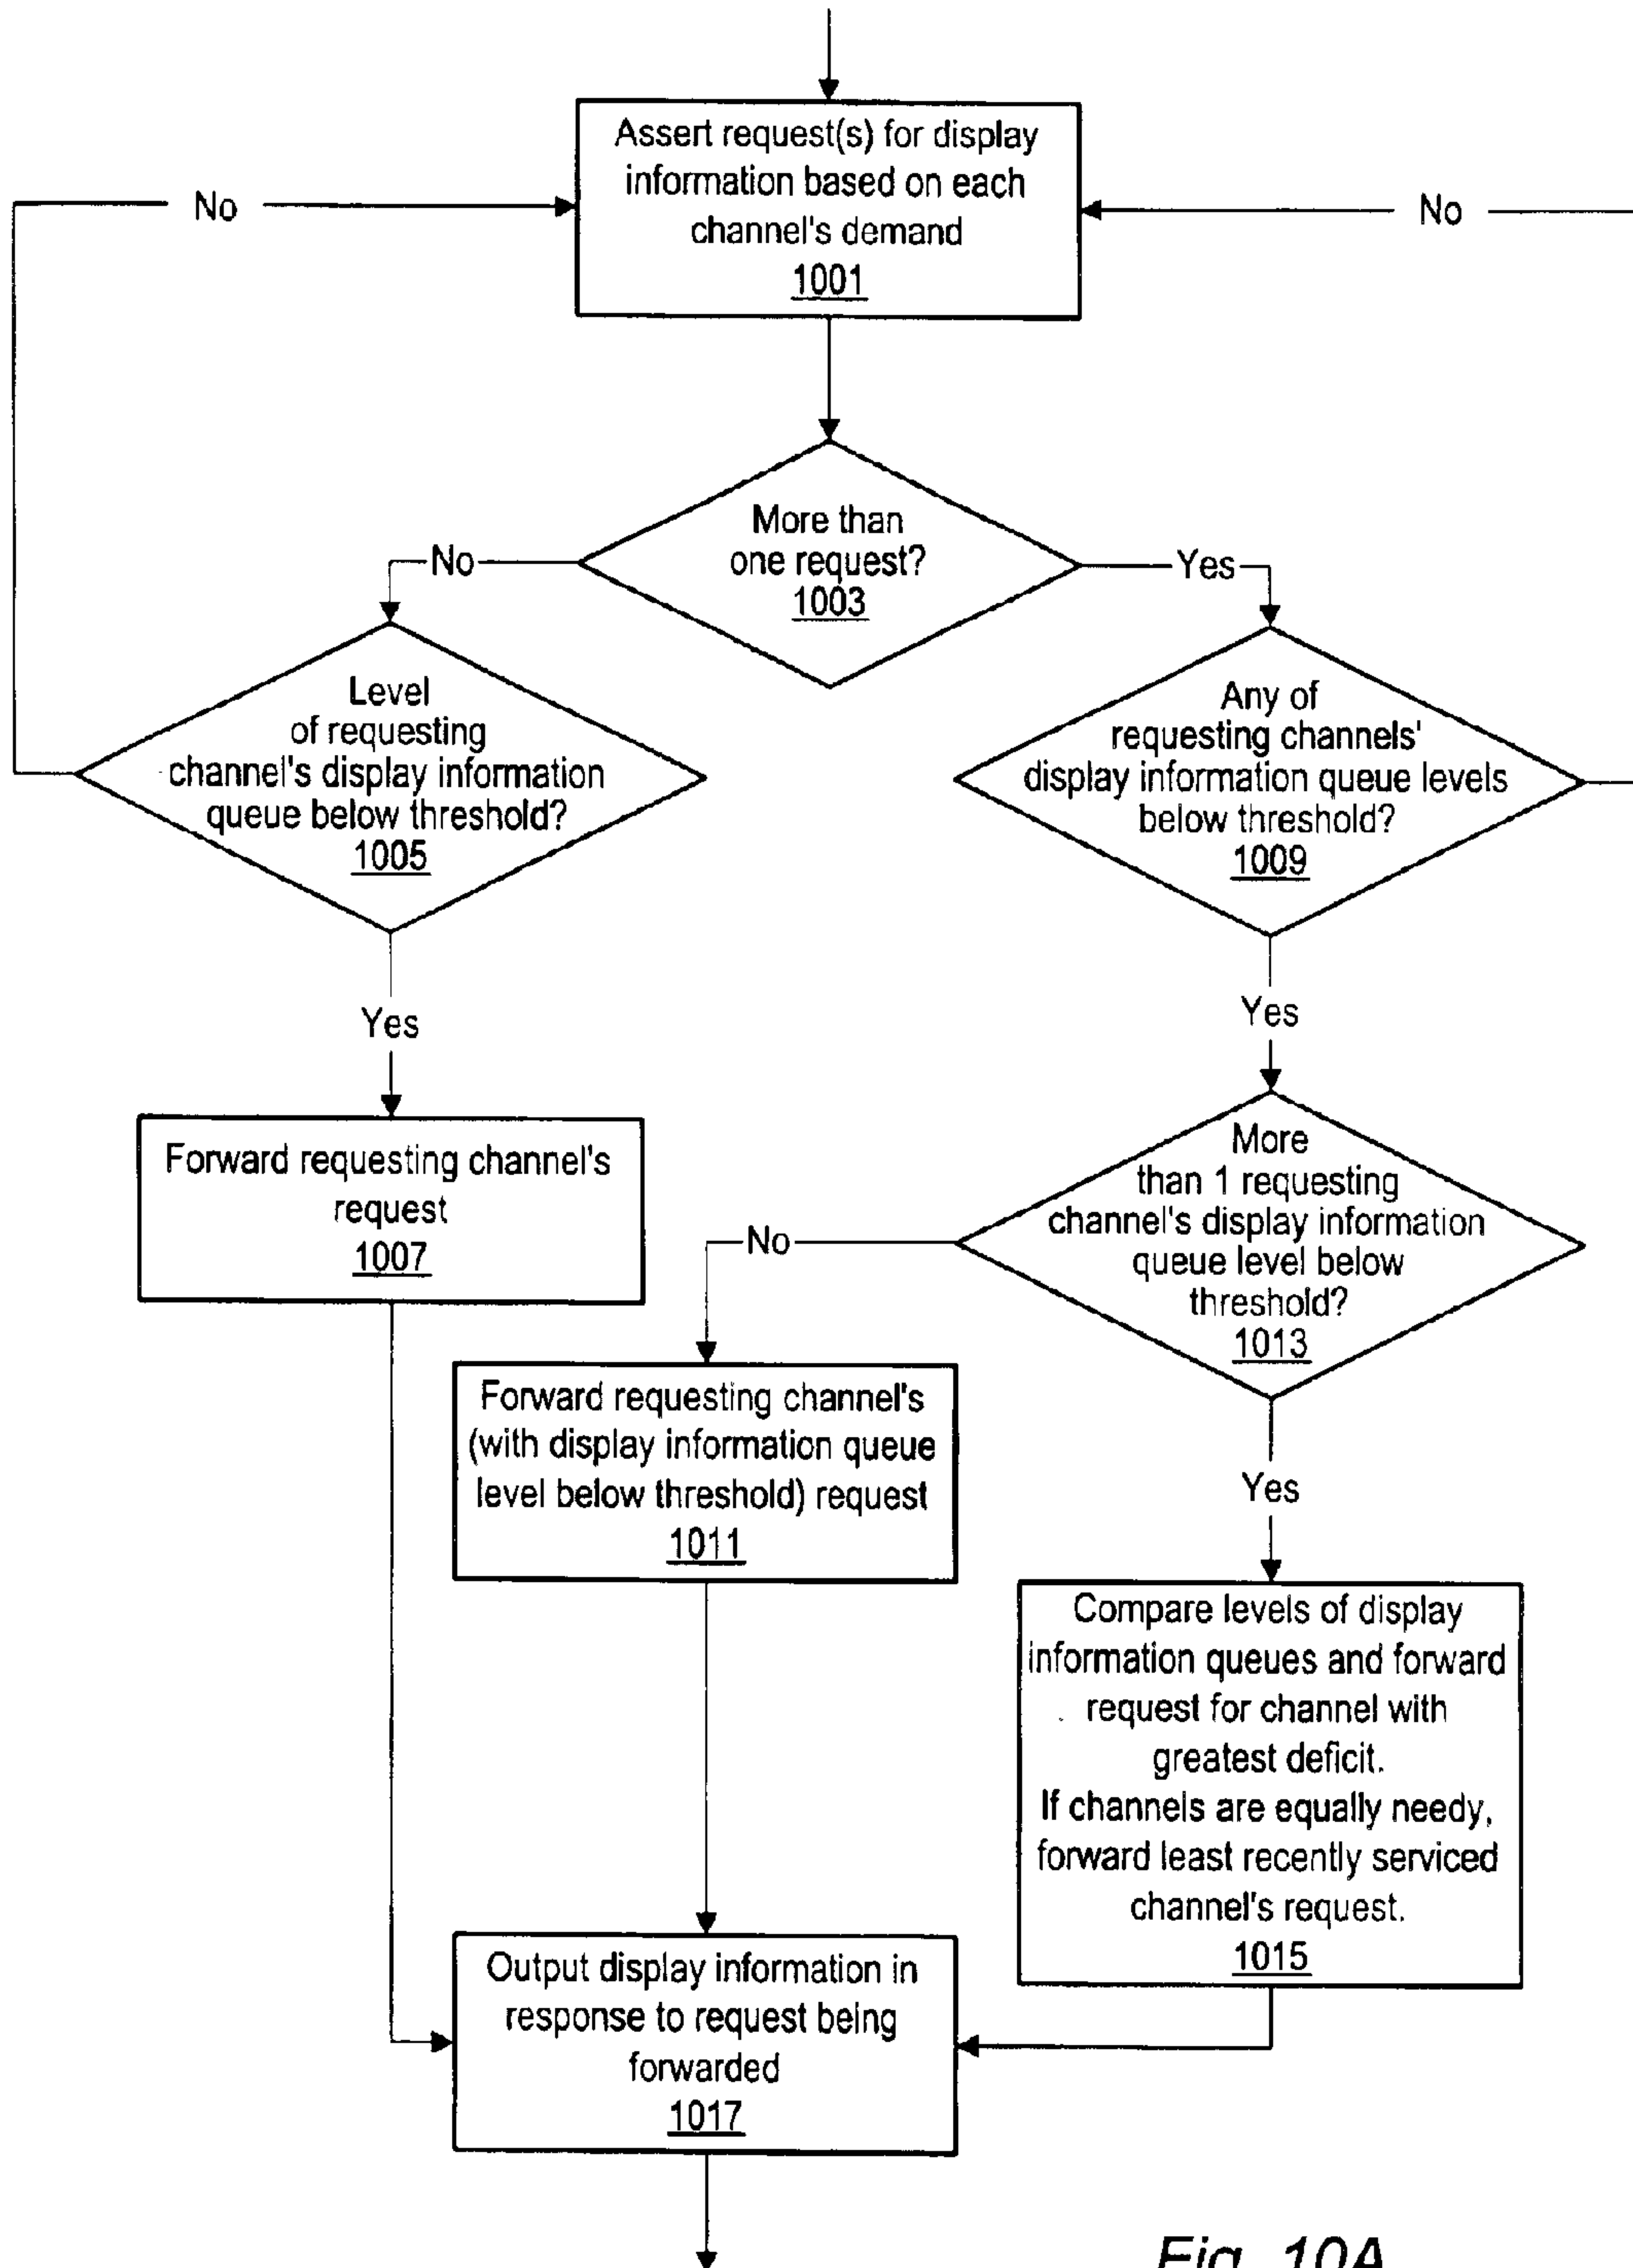 Assert request(s) for display
information based on each
channel's demand
1001
No
No
More than
one request?
1003
No
Yes
Level
of requesting
channel's display information
queue below threshold?
1005
Any of
requesting channels'
display information queue levels
below threshold?
1009
Yes
Yes
Forward requesting channel's
request
1007
More
than 1 requesting
channel's display information
queue level below
threshold?
1013
No
Forward requesting channel's
(with display information queue
level below threshold) request
1011
Yes
Compare levels of display
information queues and forward
request for channel with
greatest deficit.
If channels are equally needy,
forward least recently serviced
channel's request.
1015
Output display information in
response to request being
forwarded
1017
Fig. 10A